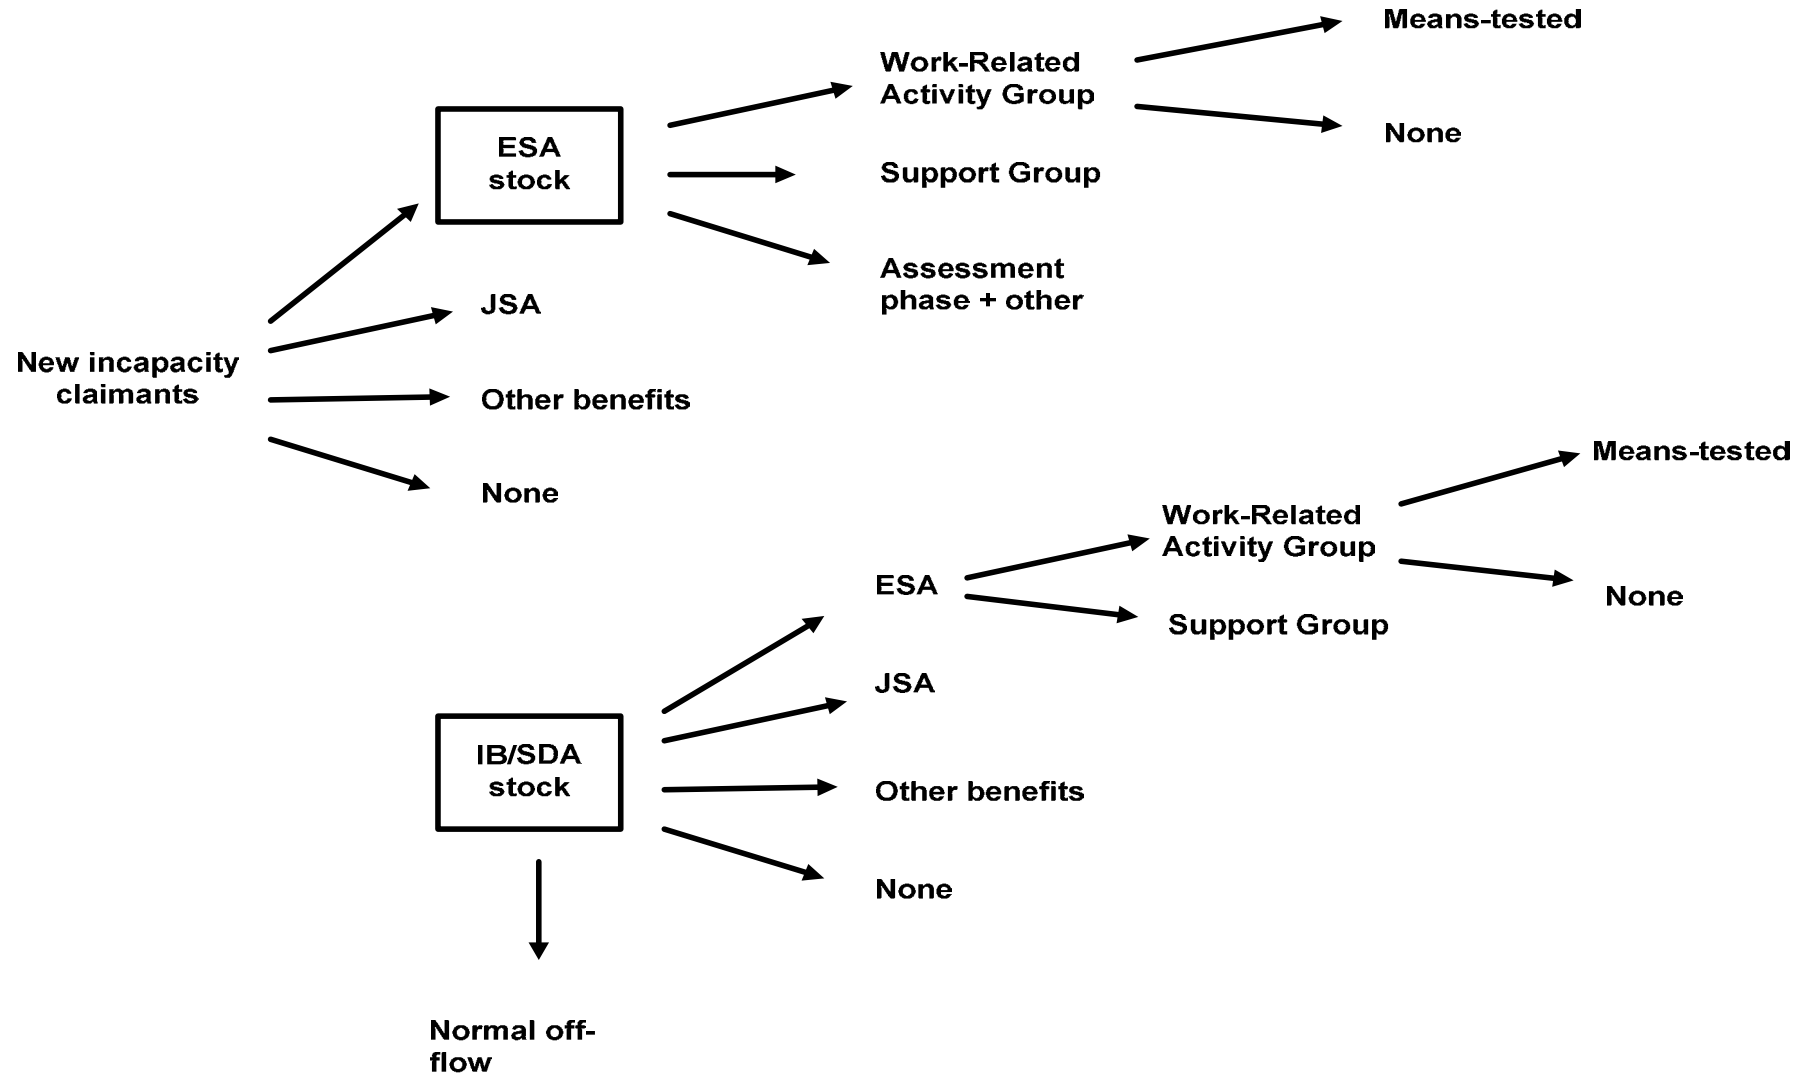 Means-tested
Work-Related
Activity Group
None
ESA
stock
Support Group
Assessment
phase + other
JSA
New incapacity
claimants
Other benefits
None
Means-tested
Work-Related
Activity Group
ESA
None
Support Group
JSA
IB/SDA
stock
Other benefits
None
Normal off-
flow